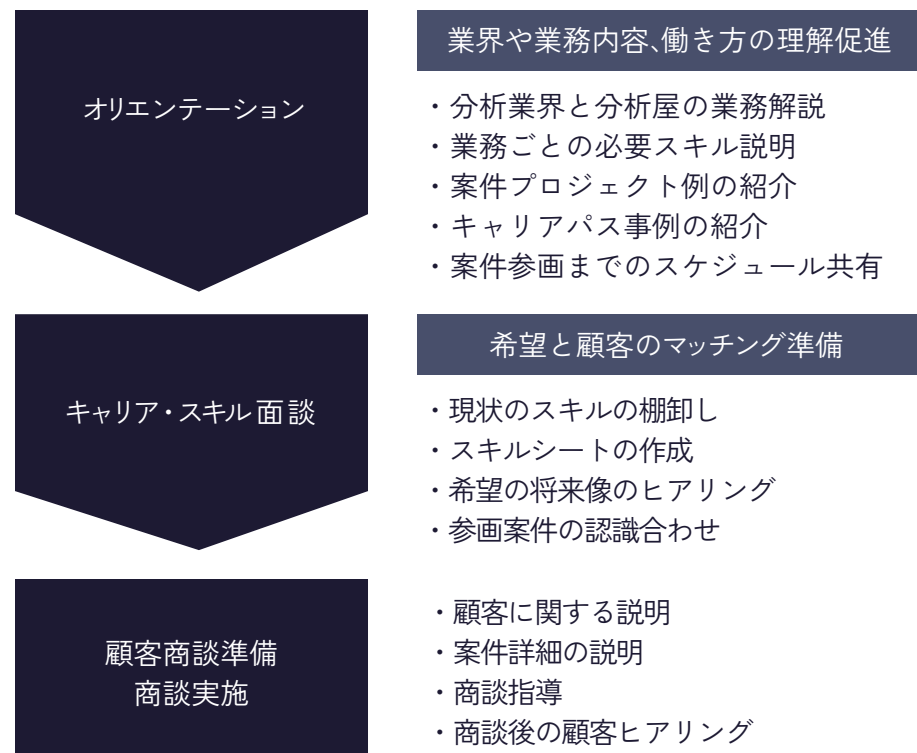 オリエンテーション
業界や業務内容、働き方の理解促進
・分析業界と分析屋の業務解説
・業務ごとの必要スキル説明
・案件プロジェクト例の紹介
・キャリアパス事例の紹介
・案件参画までのスケジュール共有
キャリア・スキル面談
希望と顧客のマッチング準備
・現状のスキルの棚卸し
・スキルシートの作成
・希望の将来像のヒアリング
・参画案件の認識合わせ
顧客商談準備
商談実施
・顧客に関する説明
・案件詳細の説明
・商談指導
・商談後の顧客ヒアリング